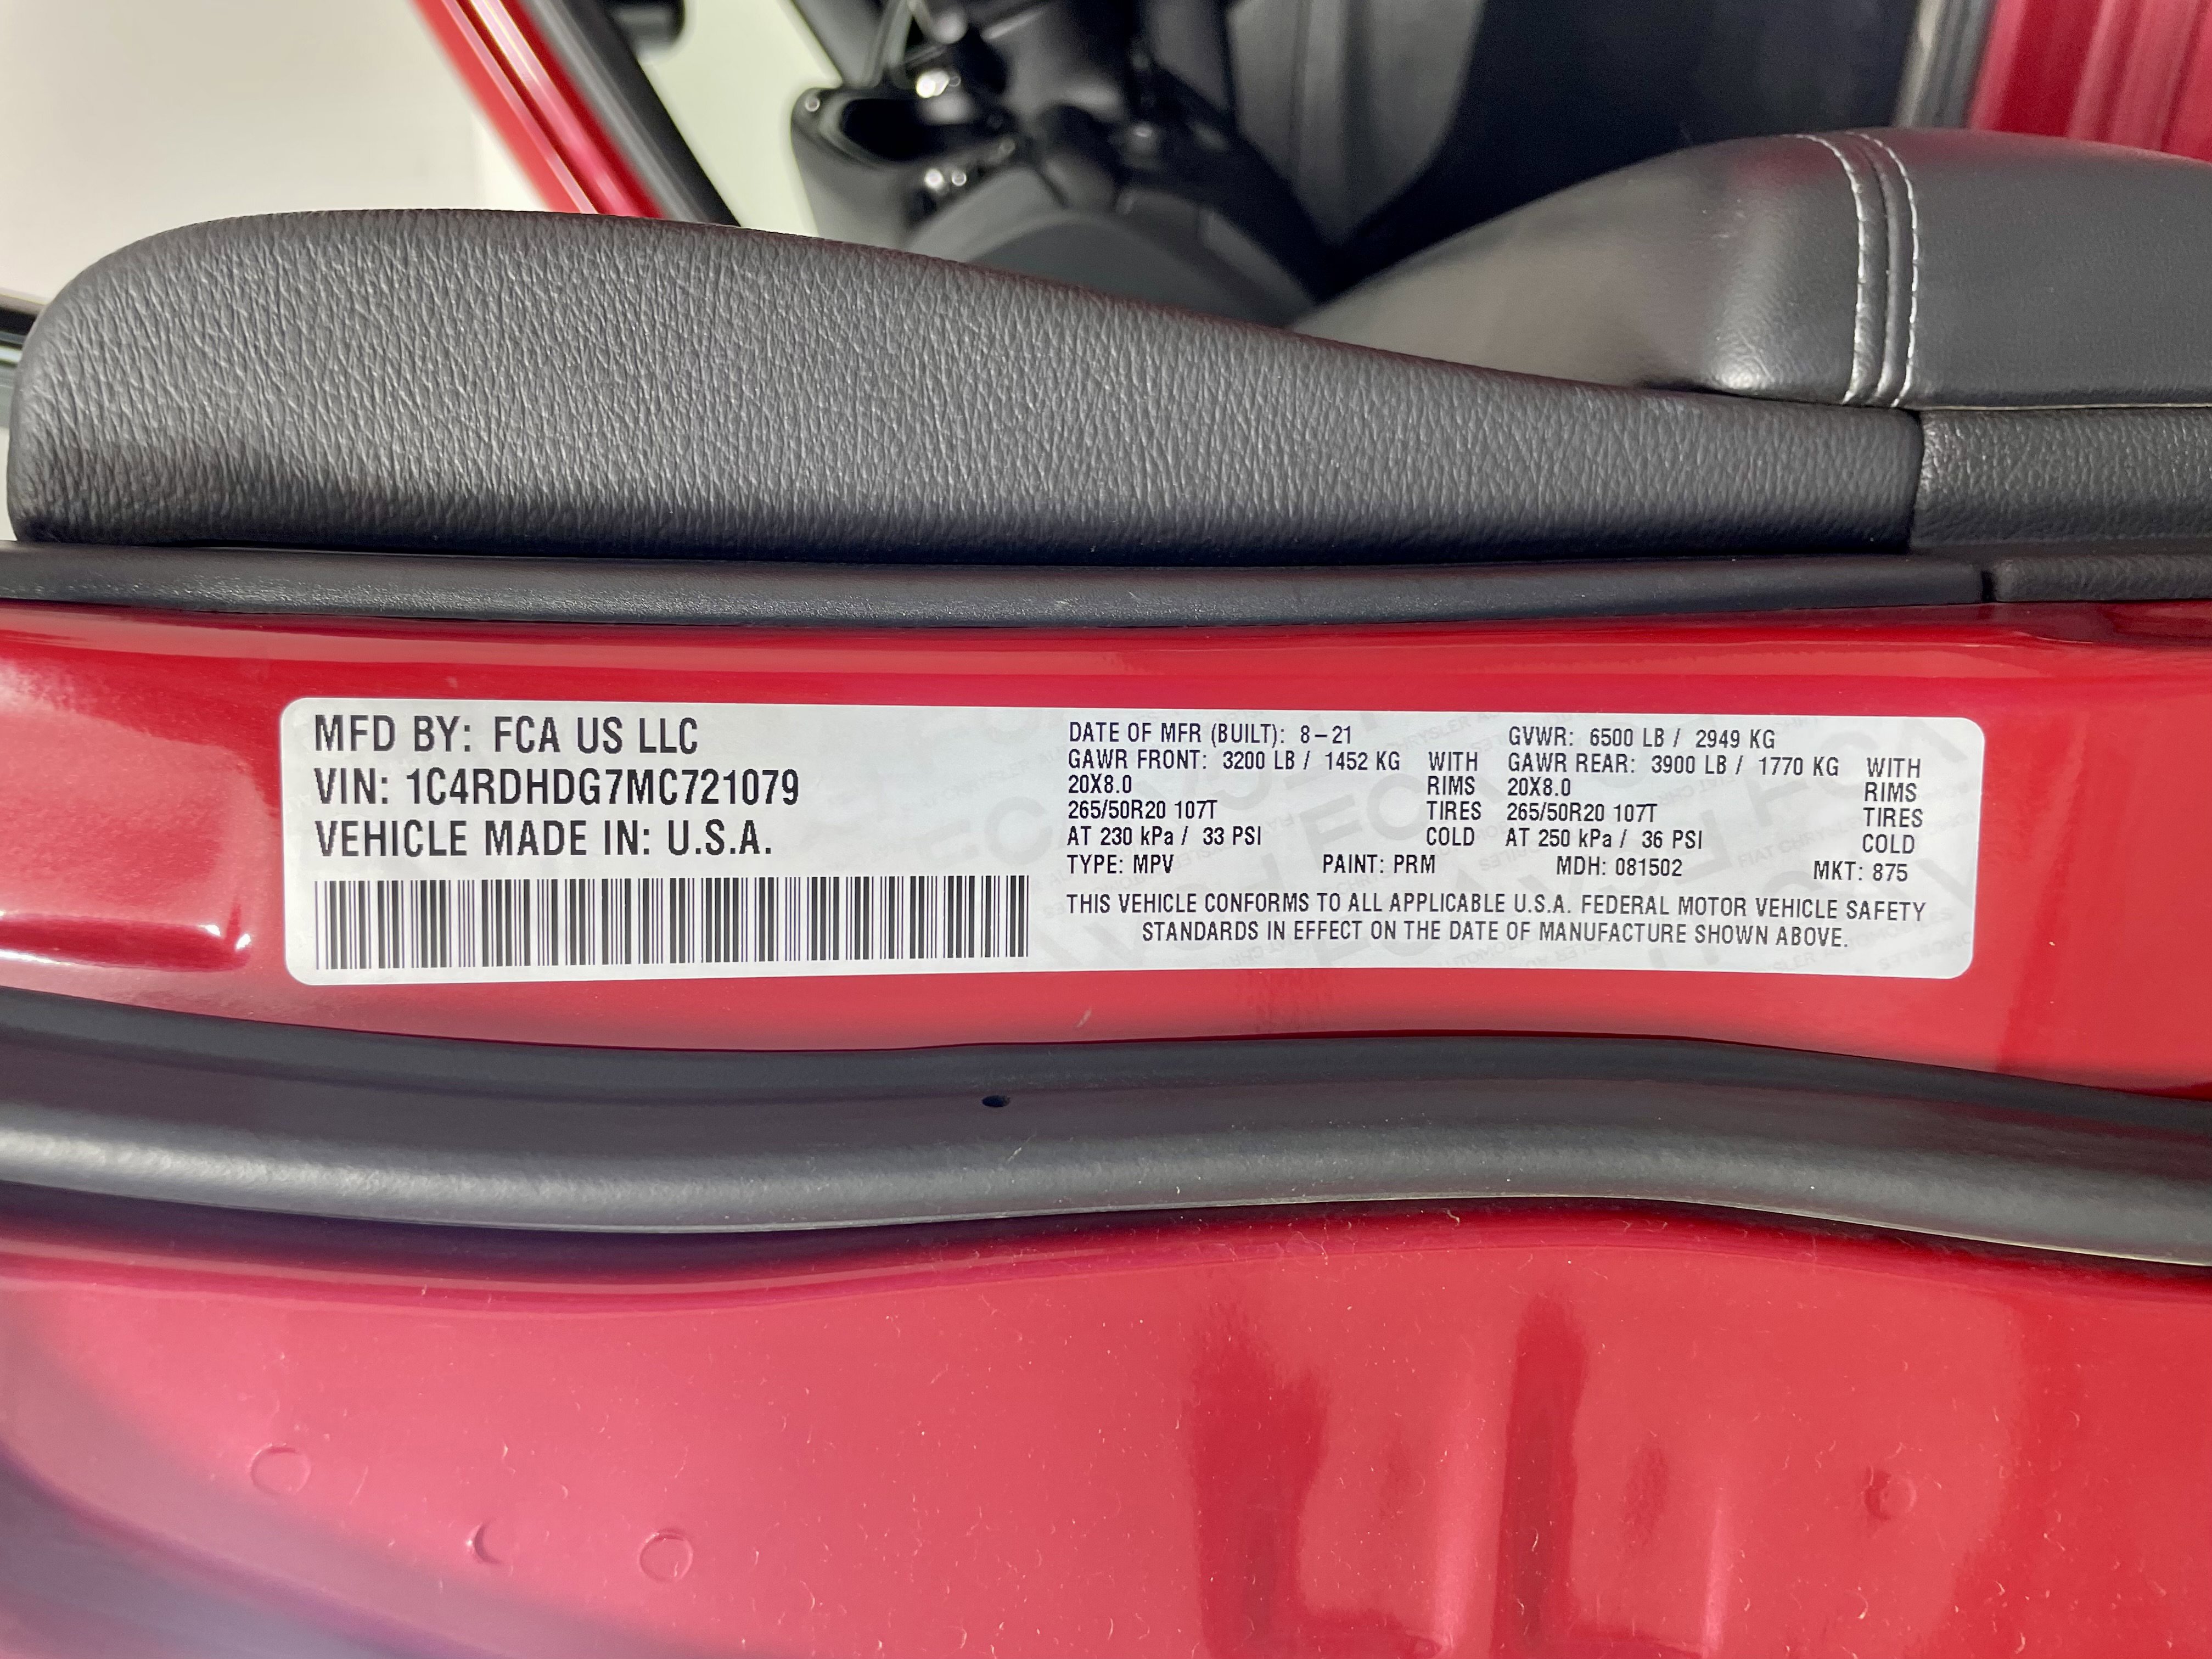 MFD BY: FCA US LLC
VIN: 1C4RDHDG7MC721079
VEHICLE MADE IN: U.S.A.
DATE OF MFR (BUILT): 8-21
GAWR FRONT: 3200 LB / 1452 KG WITH
20X8.0 RIMS
265/50R20 107T TIRES
AT 230 kPa / 33 PSI COLD
GVWR: 6500 LB / 2949 KG
GAWR REAR: 3900 LB / 1770 KG WITH
20X8.0 RIMS
265/50R20 107T TIRES
AT 250 kPa / 36 PSI COLD
TYPE: MPV PAINT: PRM MDH: 081502 MKT: 875
THIS VEHICLE CONFORMS TO ALL APPLICABLE U.S.A. FEDERAL MOTOR VEHICLE SAFETY
STANDARDS IN EFFECT ON THE DATE OF MANUFACTURE SHOWN ABOVE.